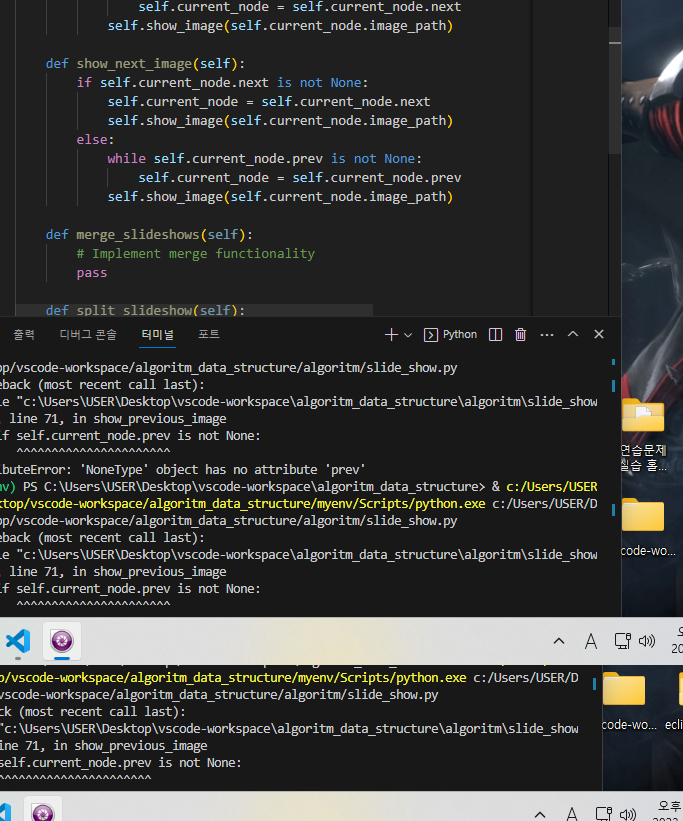 self.current_node = self.current_node.next
self.show_image(self.current_node.image_path)
def show_next_image(self):
if self.current_node.next is not None:
self.current_node = self.current_node.next
self.show_image(self.current_node.image_path)
else:
while self.current_node.prev is not None:
self.current_node = self.current_node.prev
self.show_image(self.current_node.image_path)
def merge_slideshows(self):
# Implement merge functionality
pass
def split_slideshow(self):
출력 디버그 콘솔 터미널 포트 Python
op/vscode-workspace/algoritm_data_structure/algoritm/slide_show.py
eback (most recent call last):
le "c:\Users\USER\Desktop\vscode-workspace\algoritm_data_structure\algoritm\slide_show
, line 71, in show_previous_image
if self.current_node.prev is not None:
^^^^^^^^^^^^^^^^^^^^^^
ibuteError: 'NoneType' object has no attribute 'prev'
nv) PS C:\Users\USER\Desktop\vscode-workspace\algoritm_data_structure> & c:/Users/USER
sktop/vscode-workspace/algoritm_data_structure/myenv/Scripts/python.exe c:/Users/USER/D
op/vscode-workspace/algoritm_data_structure/algoritm/slide_show.py
eback (most recent call last):
le "c:\Users\USER\Desktop\vscode-workspace\algoritm_data_structure\algoritm\slide_show
, line 71, in show_previous_image
if self.current_node.prev is not None:
^^^^^^^^^^^^^^^^^^^^^^
연습문제
실습 홀...
code-wo...
A
20
p/vscode-workspace/algoritm_data_structure/myenv/Scripts/python.exe c:/Users/USER/D
vscode-workspace/algoritm_data_structure/algoritm/slide_show.py
ck (most recent call last):
"c:\Users\USER\Desktop\vscode-workspace\algoritm_data_structure\algoritm\slide_show
ine 71, in show_previous_image
self.current_node.prev is not None:
^^^^^^^^^^^^^^^^^^^^^^
code-wo... ecli
A
오후